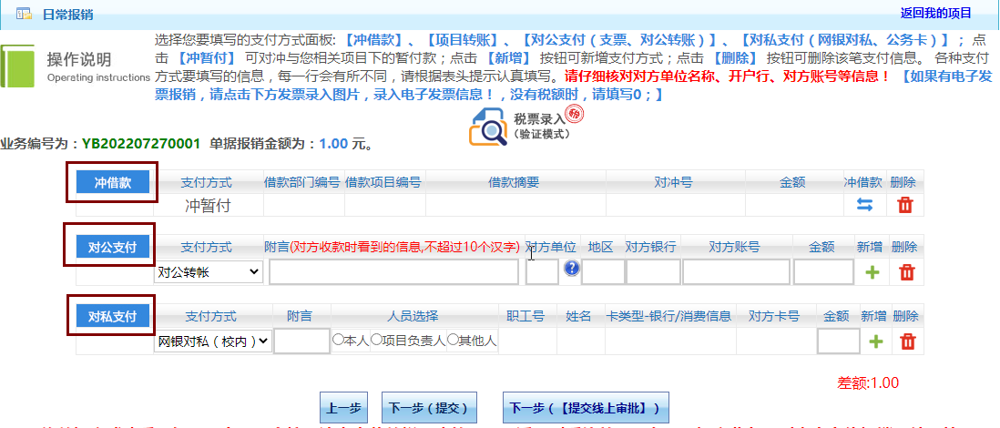 日常报销 返回我的项目
选择您要填写的支付方式面板:【冲借款】、【项目转账】、【对公支付（支票、对公转账）】、【对私支付（网银对私、公务卡）】；点
操作说明
Operating instructions
击 【冲暂付】 可对冲与您相关项目下的暂付款；点击 【新增】 按钮可新增支付方式；点击 【删除】 按钮可删除该笔支付信息。 各种支付
方式要填写的信息，每一行会有所不同，请根据表头提示认真填写。请仔细核对对方单位名称、开户行、对方账号等信息！【如果有电子发
票报销，请点击下方发票录入图片，录入电子发票信息！，没有税额时，请填写0；】
税票录入
（验证模式）
业务编号为：YB202207270001 单据报销金额为：1.00 元。
冲借款 支付方式 借款部门编号 借款项目编号 借款摘要 对冲号 金额 冲借款 删除
冲暂付
对公支付 支付方式 附言(对方收款时看到的信息,不超过10个汉字) 对方单位 地区 对方银行 对方账号 金额 新增 删除
对公转帐
对私支付 支付方式 附言 人员选择 职工号 姓名 卡类型-银行/消费信息 对方卡号 金额 新增 删除
网银对私（校内） 本人 项目负责人 其他人
差额:1.00
上一步 下一步（提交） 下一步（【提交线上审批】）